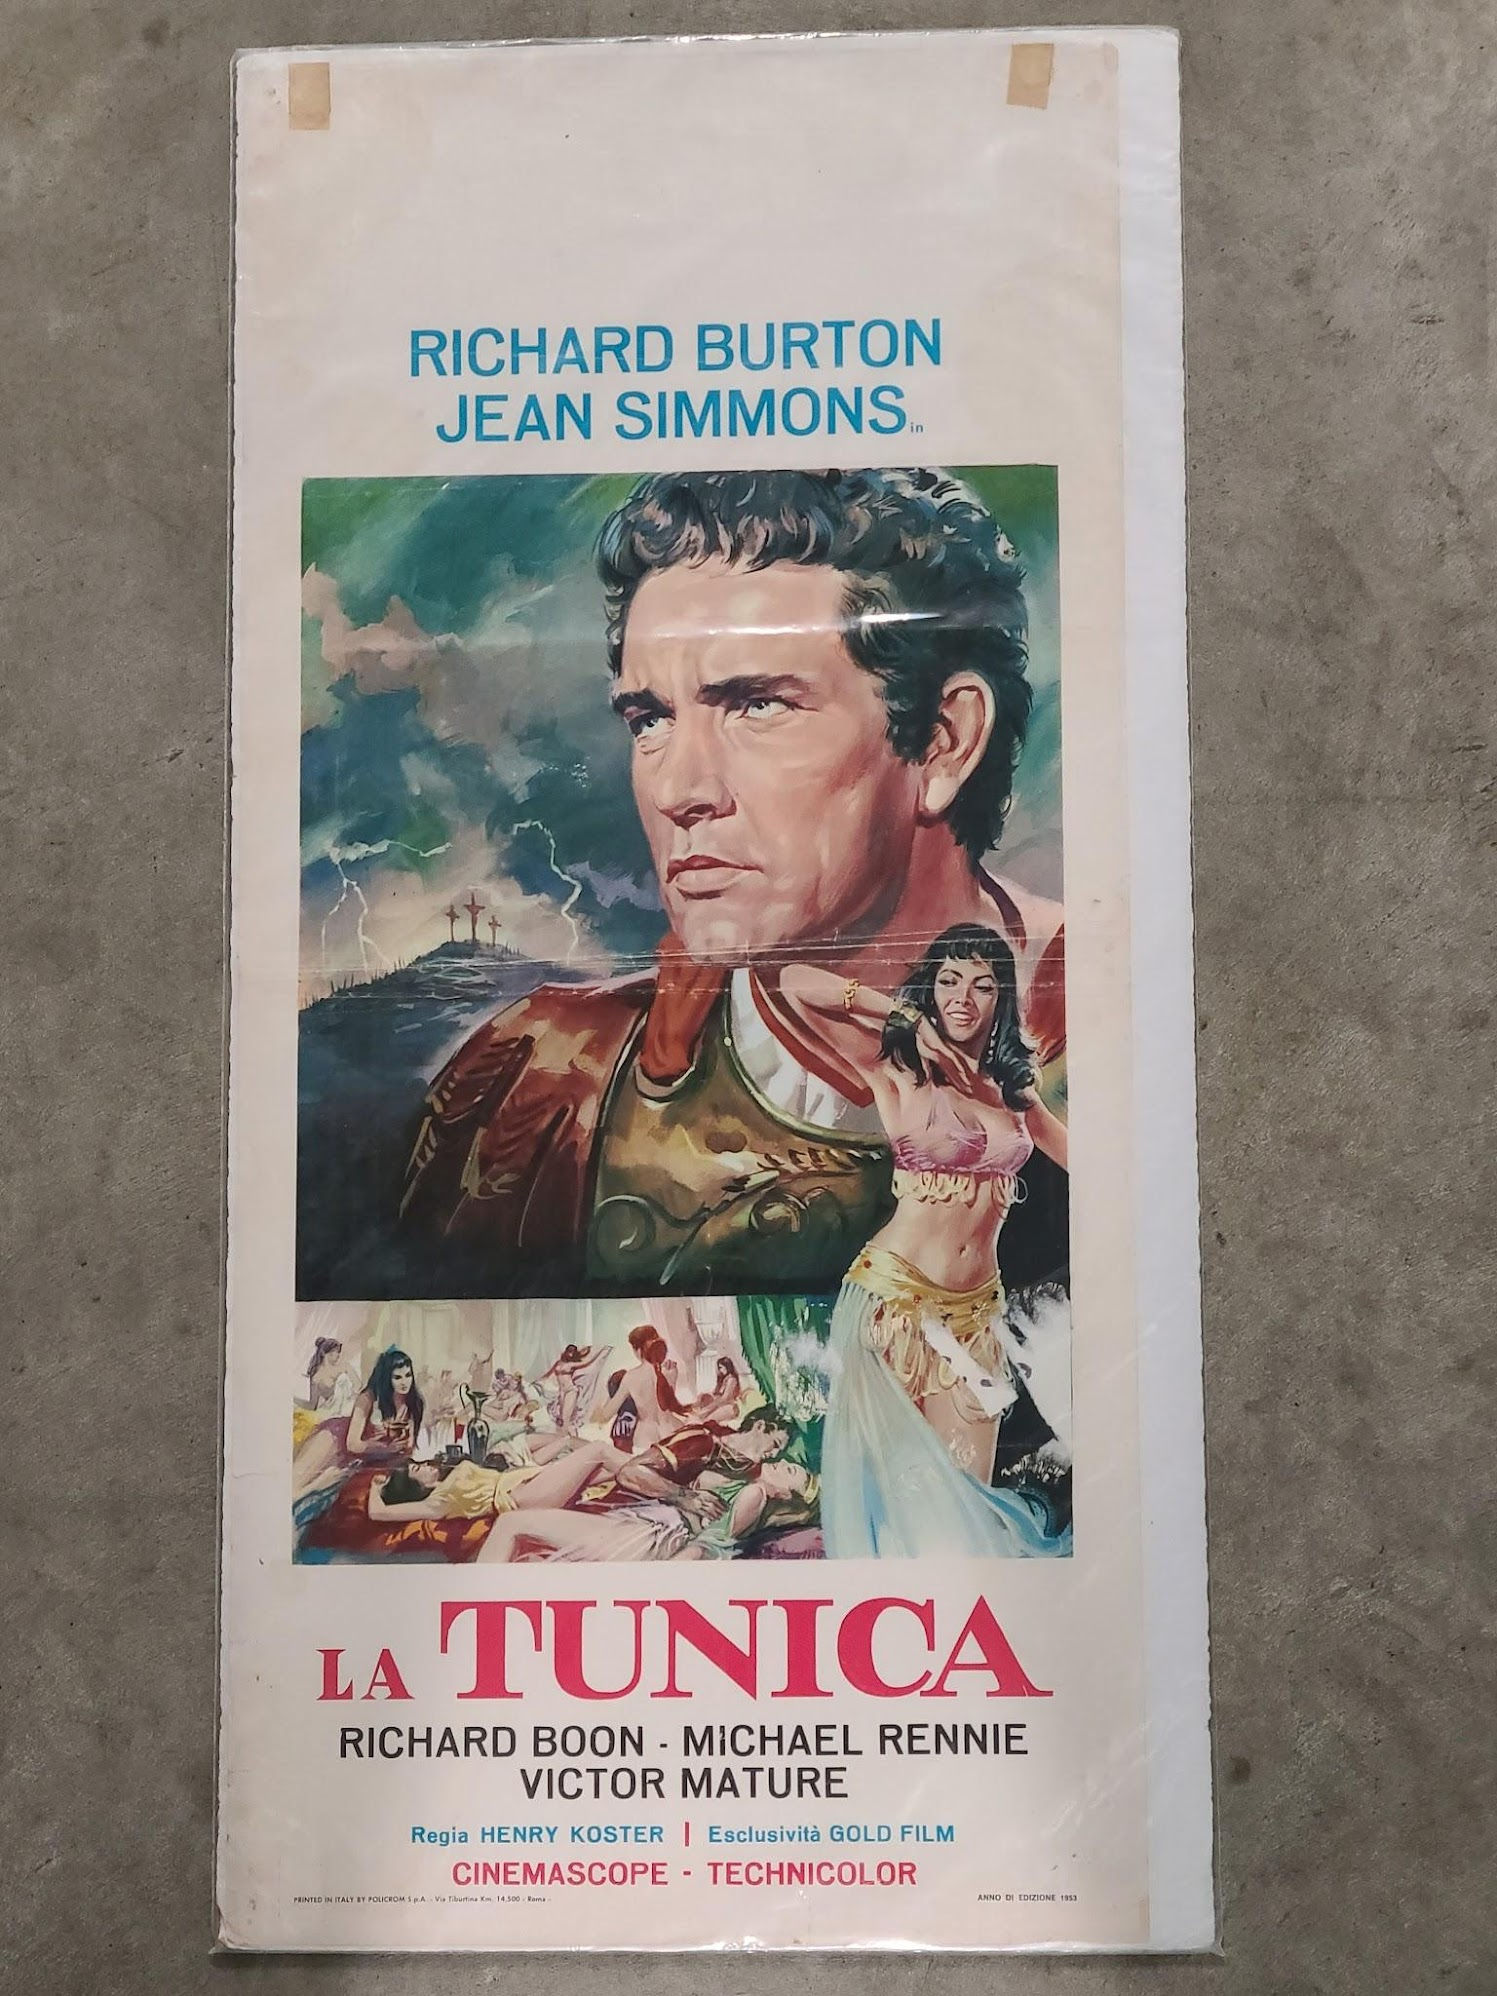 RICHARD BURTON
JEAN SIMMONS in
LA TUNICA
RICHARD BOON - MICHAEL RENNIE
VICTOR MATURE
Regia HENRY KOSTER | Esclusività GOLD FILM
CINEMASCOPE - TECHNICOLOR
PRINTED IN ITALY BY POLICROM S.p.A. - Via Tiburtina Km. 14,500 - Roma - ANNO DI EDIZIONE 1953